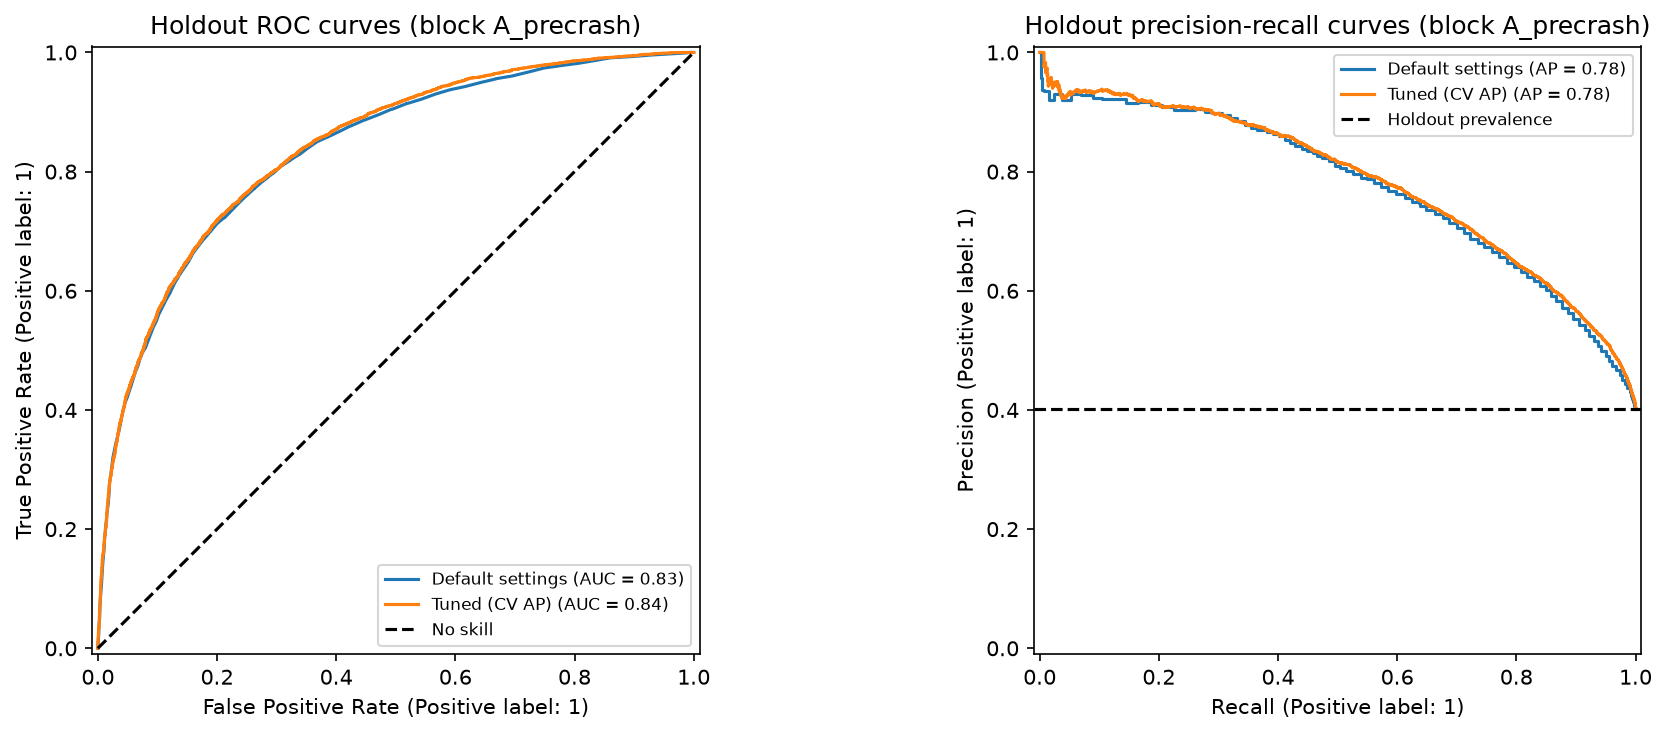 Holdout ROC curves (block A_precrash)
True Positive Rate (Positive label: 1)
1.0
0.8
0.6
0.4
0.2
0.0
Default settings (AUC = 0.83)
Tuned (CV AP) (AUC = 0.84)
No skill
0.0 0.2 0.4 0.6 0.8 1.0
False Positive Rate (Positive label: 1)
Holdout precision-recall curves (block A_precrash)
Precision (Positive label: 1)
1.0
0.8
0.6
0.4
0.2
0.0
Default settings (AP = 0.78)
Tuned (CV AP) (AP = 0.78)
Holdout prevalence
0.0 0.2 0.4 0.6 0.8 1.0
Recall (Positive label: 1)